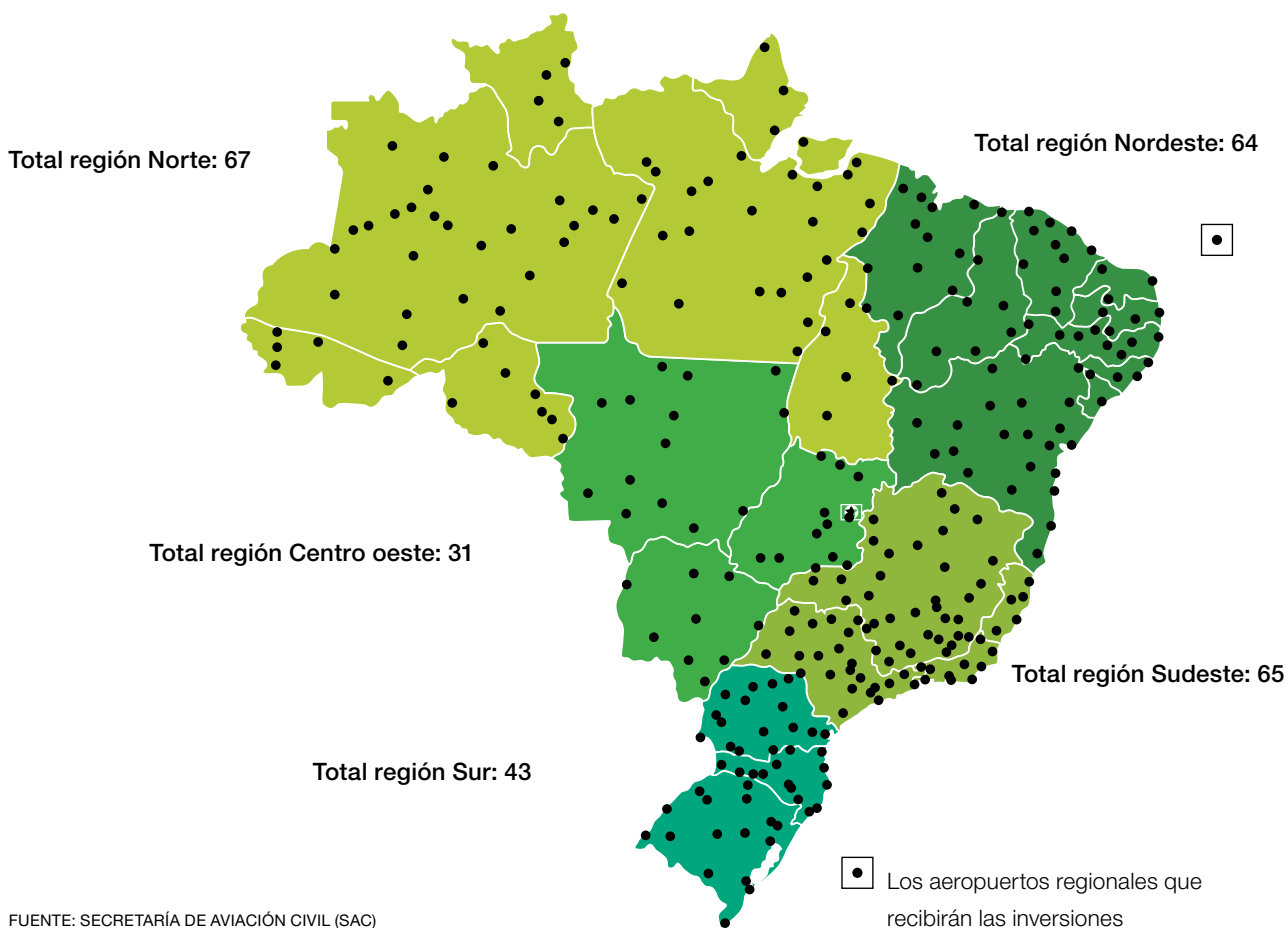 Total región Norte: 67
Total región Nordeste: 64
Total región Centro oeste: 31
Total región Sudeste: 65
Total región Sur: 43
Los aeropuertos regionales que
recibirán las inversiones
FUENTE: SECRETARÍA DE AVIACIÓN CIVIL (SAC)